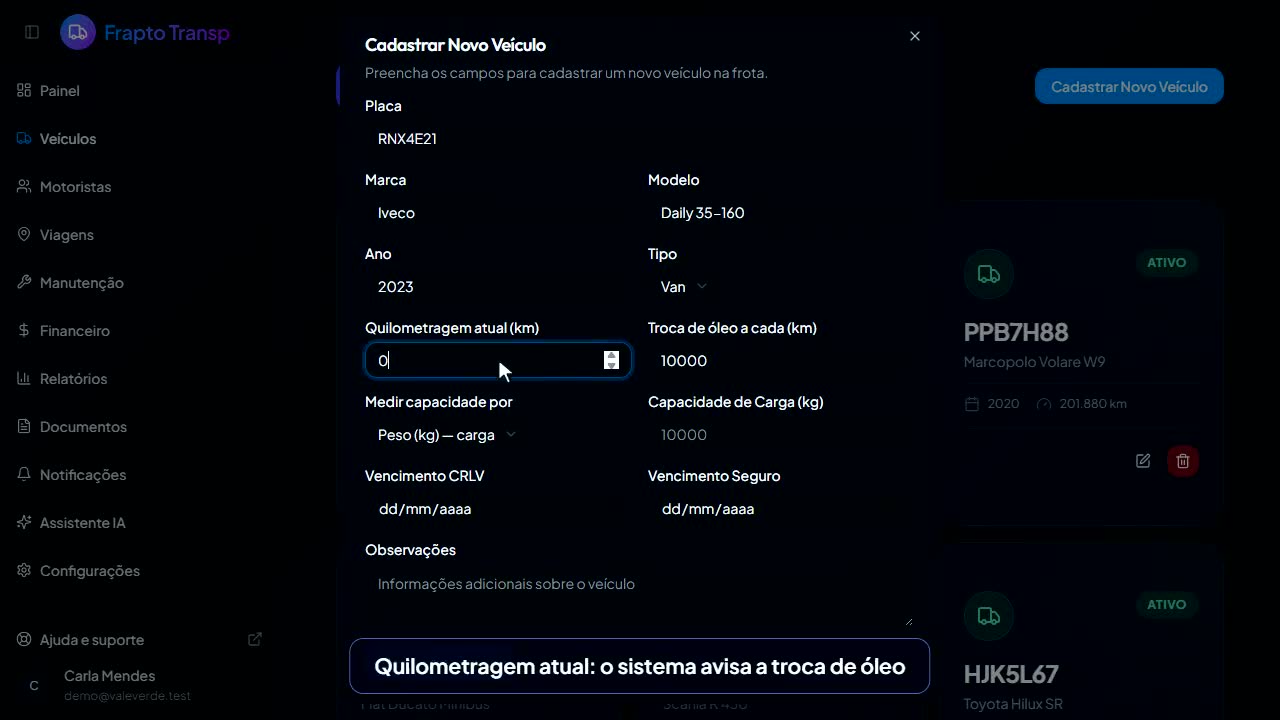 Frapto Transp
Painel
Veículos
Motoristas
Viagens
Manutenção
Financeiro
Relatórios
Documentos
Notificações
Assistente IA
Configurações
Ajuda e suporte
C
Carla Mendes
demo@valeverde.test
Cadastrar Novo Veículo
Preencha os campos para cadastrar um novo veículo na frota.
Placa
RNX4E21
Marca
Modelo
Iveco
Daily 35-160
Ano
Tipo
2023
Van
Quilometragem atual (km)
Troca de óleo a cada (km)
0
10000
Medir capacidade por
Capacidade de Carga (kg)
Peso (kg) — carga
10000
Vencimento CRLV
Vencimento Seguro
dd/mm/aaaa
dd/mm/aaaa
Observações
Informações adicionais sobre o veículo
Quilometragem atual: o sistema avisa a troca de óleo
Fiat Ducato Minibus
Scania R 450
Cadastrar Novo Veículo
ATIVO
PPB7H88
Marcopolo Volare W9
2020
201.880 km
ATIVO
HJK5L67
Toyota Hilux SR